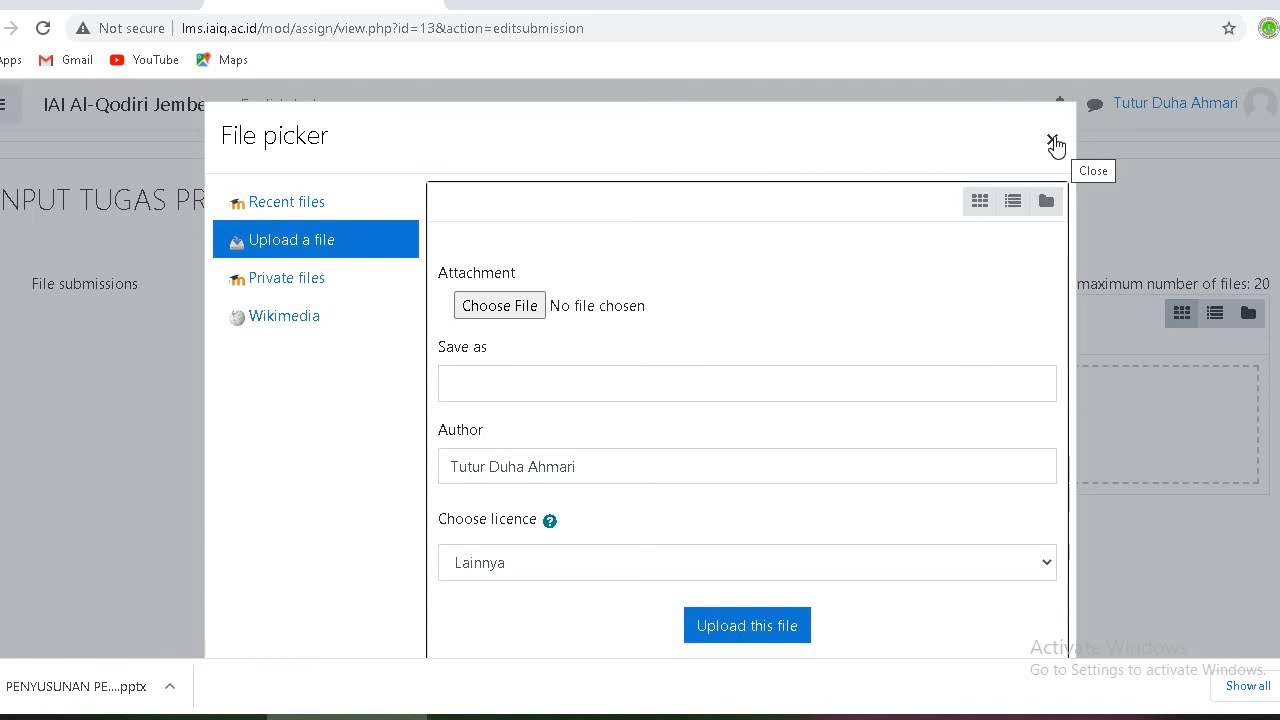 Not secure | lms.iaiq.ac.id/mod/assign/view.php?id=13&action=editsubmission
Apps Gmail YouTube Maps
IAI Al-Qodiri Jembe
Tutur Duha Ahmari
File picker
Close
NPUT TUGAS PR
Recent files
Upload a file
Private files
Wikimedia
File submissions
maximum number of files: 20
Attachment
Choose File No file chosen
Save as
Author
Tutur Duha Ahmari
Choose licence ?
Lainnya
Upload this file
Activate Windows
Go to Settings to activate Windows.
PENYUSUNAN PE....pptx
Show all